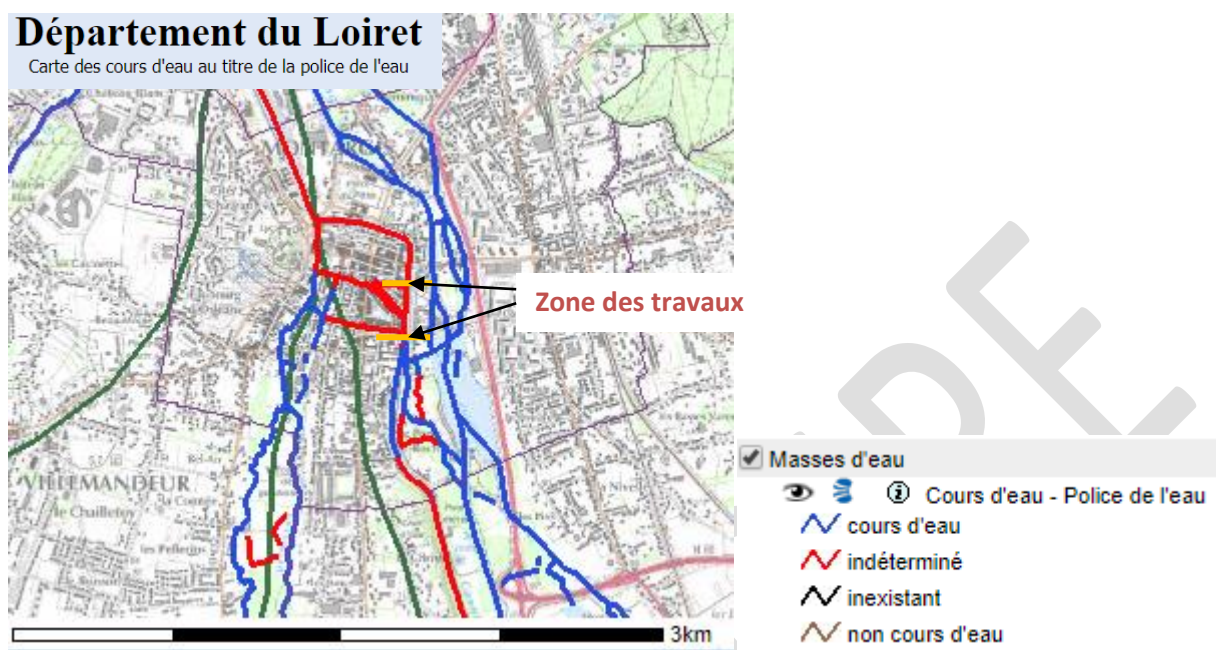 Département du Loiret
Carte des cours d'eau au titre de la police de l'eau
Zone des travaux
VILLEMANDEUR
3km
Masses d'eau
Cours d'eau - Police de l'eau
cours d'eau
indéterminé
inexistant
non cours d'eau